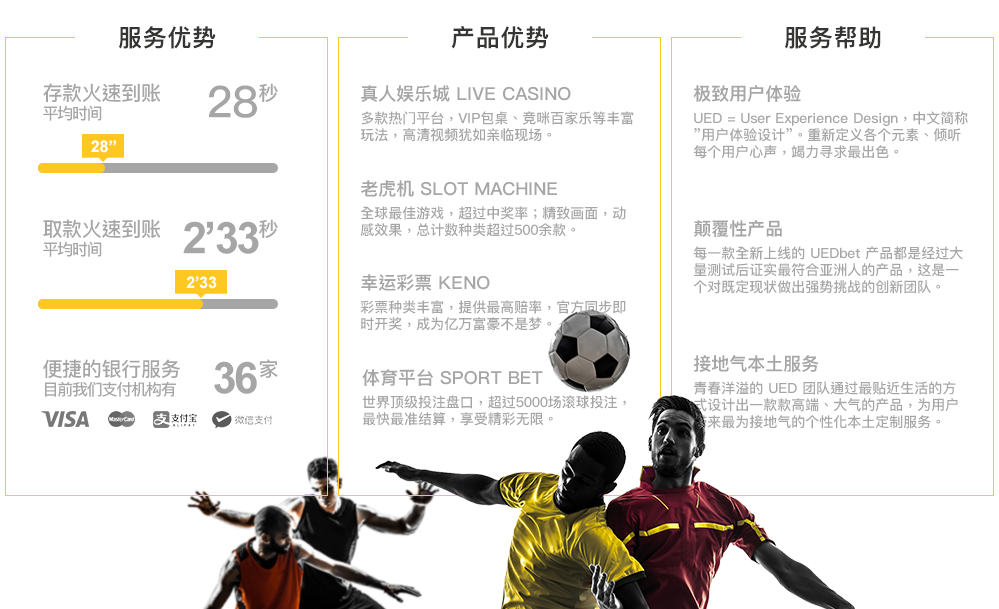 服务优势
存款火速到账
平均时间
28秒
28”
取款火速到账
平均时间
2’33秒
2’33
便捷的银行服务
目前我们支付机构有
36家
VISA
MasterCard
支付宝
ALIPAY
微信支付
产品优势
真人娱乐城 LIVE CASINO
多款热门平台，VIP包桌、竞咪百家乐等丰富
玩法，高清视频犹如亲临现场。
老虎机 SLOT MACHINE
全球最佳游戏，超过中奖率；精致画面，动
感效果，总计数种类超过500余款。
幸运彩票 KENO
彩票种类丰富，提供最高赔率，官方同步即
时开奖，成为亿万富豪不是梦。
体育平台 SPORT BET
世界顶级投注盘口，超过5000场滚球投注，
最快最准结算，享受精彩无限。
服务帮助
极致用户体验
UED = User Experience Design，中文简称
”用户体验设计”。重新定义各个元素、倾听
每个用户心声，竭力寻求最出色。
颠覆性产品
每一款全新上线的 UEDbet 产品都是经过大
量测试后证实最符合亚洲人的产品，这是一
个对既定现状做出强势挑战的创新团队。
接地气本土服务
青春洋溢的 UED 团队通过最贴近生活的方
式设计出一款款高端、大气的产品，为用户
带来最为接地气的个性化本土定制服务。